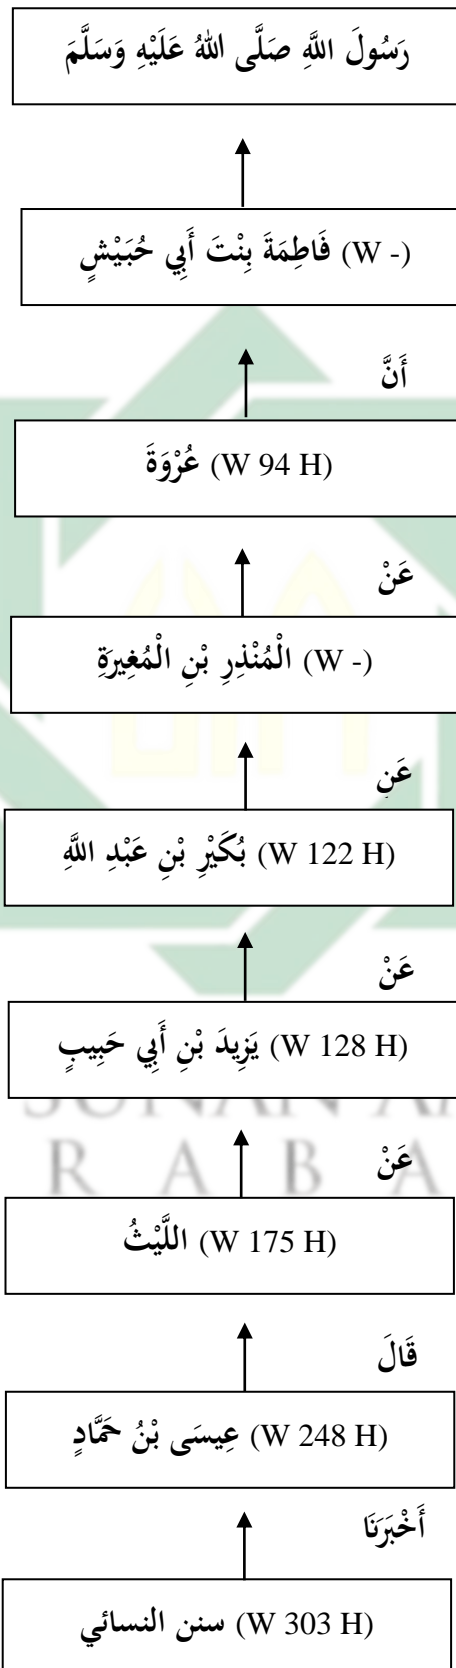 رَسُولَ اللَّهِ صَلَّى اللهُ عَلَيْهِ وَسَلَّمَ
فَاطِمَةَ بِنْتَ أَبِي حُبَيْشٍ (W -)
أَنَّ
عُرْوَةَ (W 94 H)
عَنْ
الْمُنْذِرِ بْنِ الْمُغِيرَةِ (W -)
عَنِ
بُكَيْرِ بْنِ عَبْدِ اللَّهِ (W 122 H)
عَنْ
يَزِيدَ بْنِ أَبِي حَبِيبٍ (W 128 H)
SUNAN A
عَنْ
R A B A
اللَّيْثُ (W 175 H)
قَالَ
عِيسَى بْنُ حَمَّادٍ (W 248 H)
أَخْبَرَنَا
سنن النسائي (W 303 H)